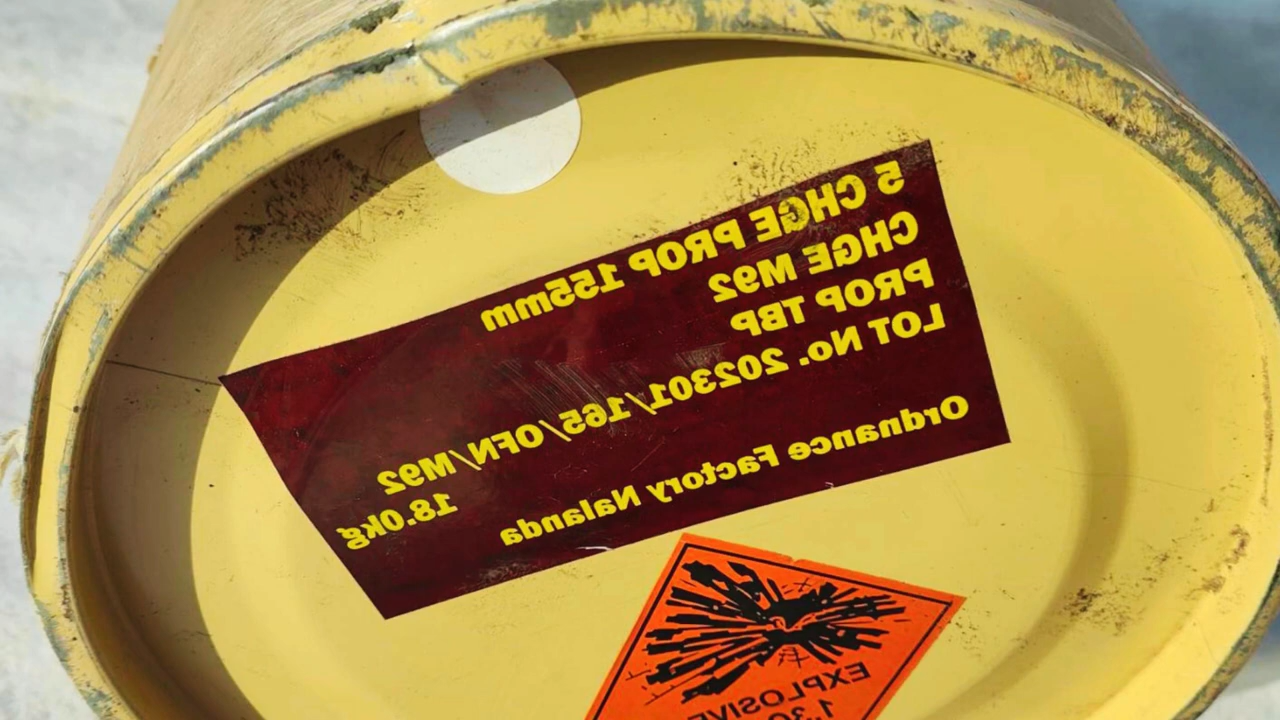 5 CHGE PROP 155mm
CHGE M92
PROP TBP
LOT No. 202301/165/OFN/M92
18.0kg
Ordnance Factory Nalanda
EXPLOSIVE